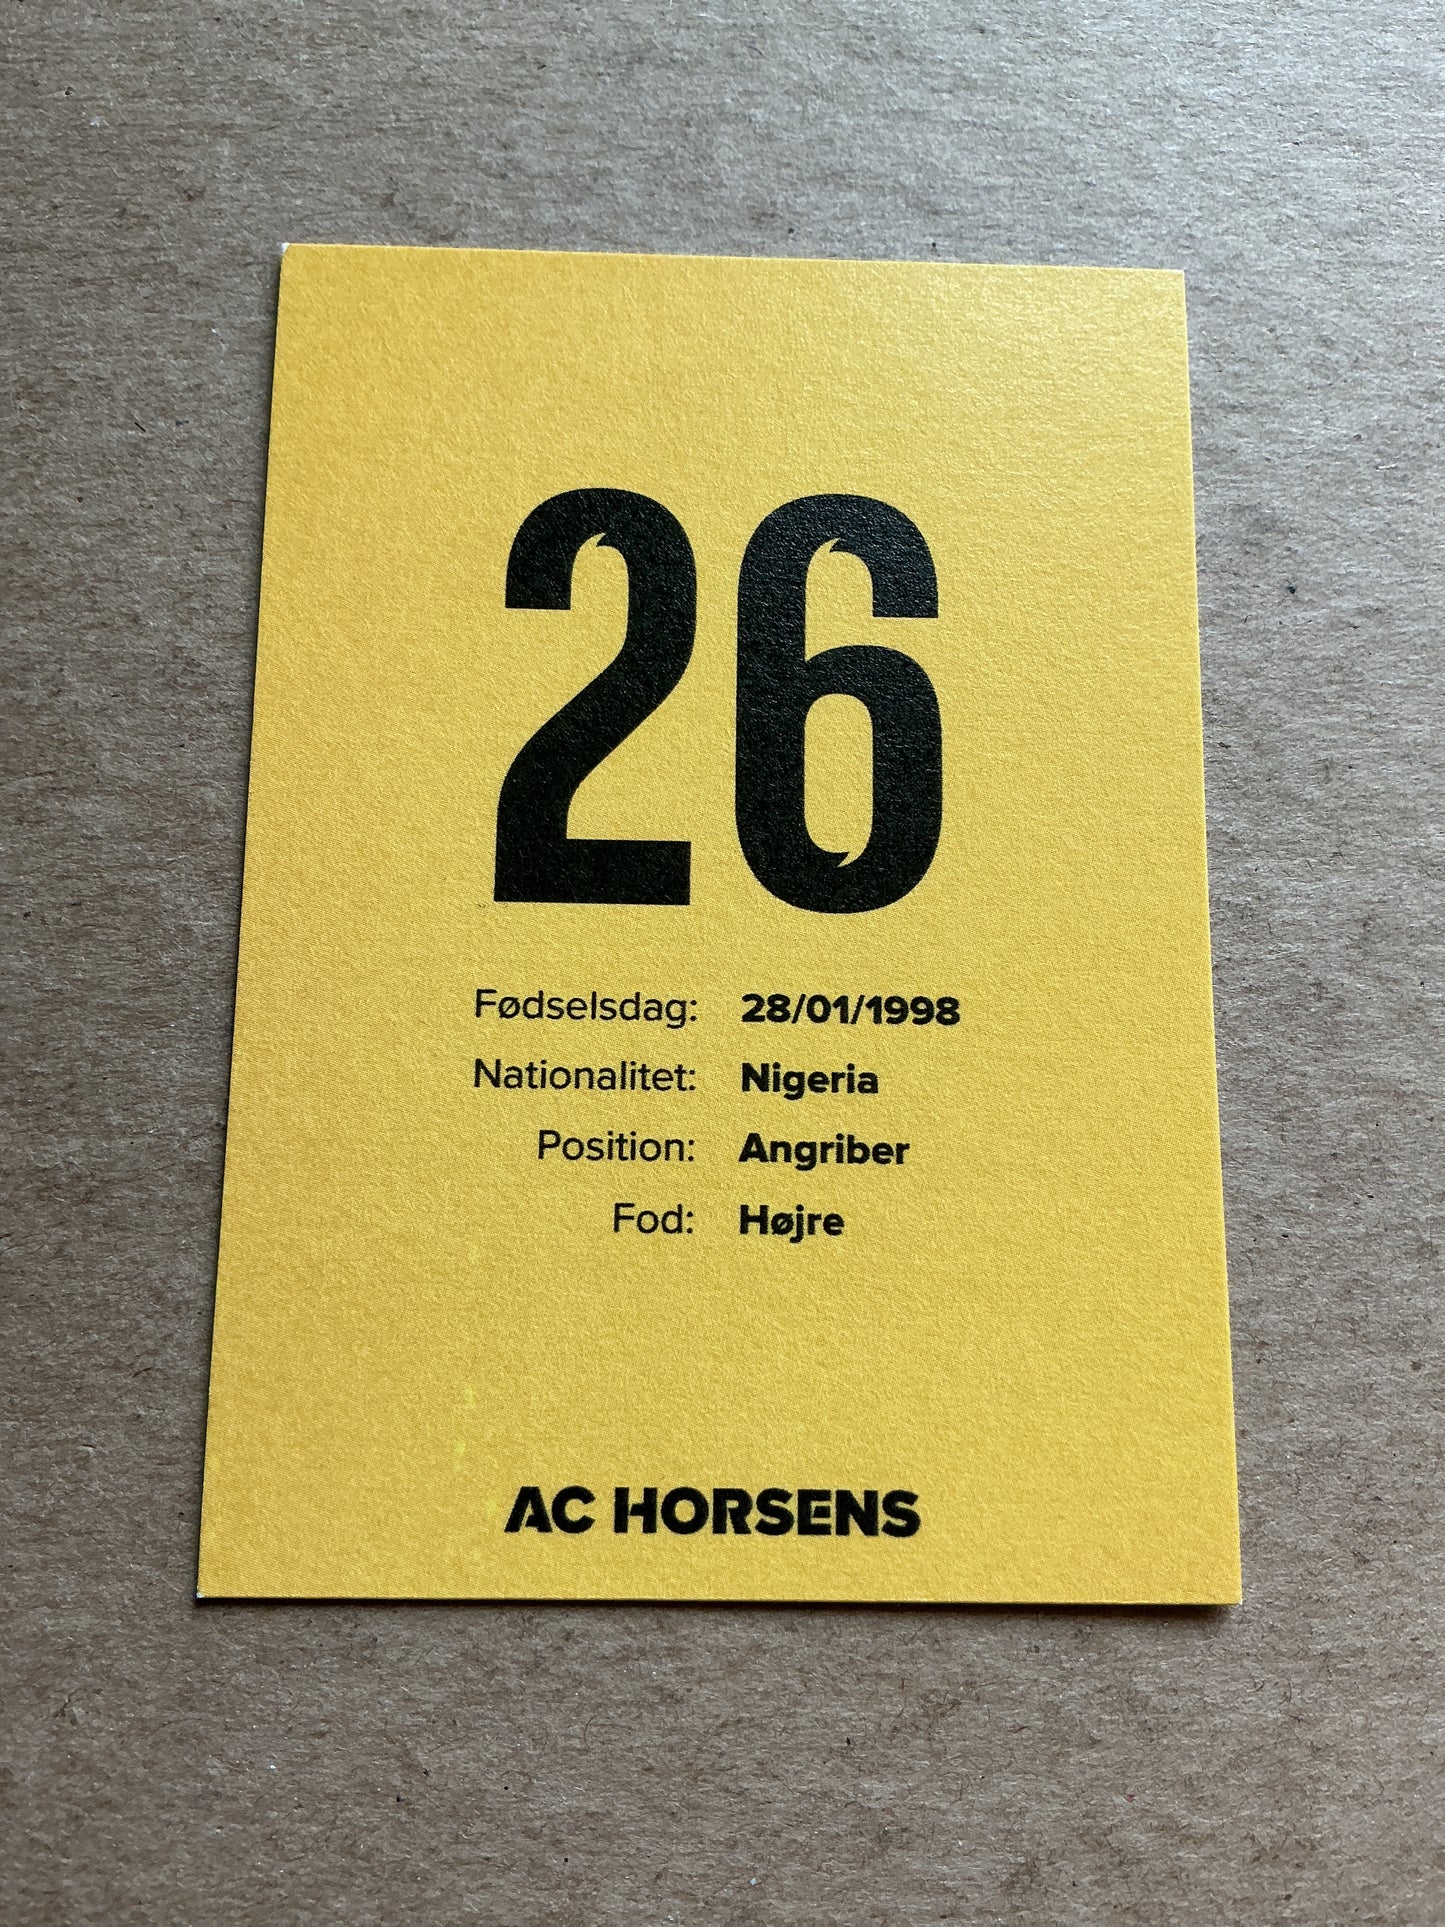 26
Fødselsdag: 28/01/1998
Nationalitet: Nigeria
Position: Angriber
Fod: Højre
AC HORSENS